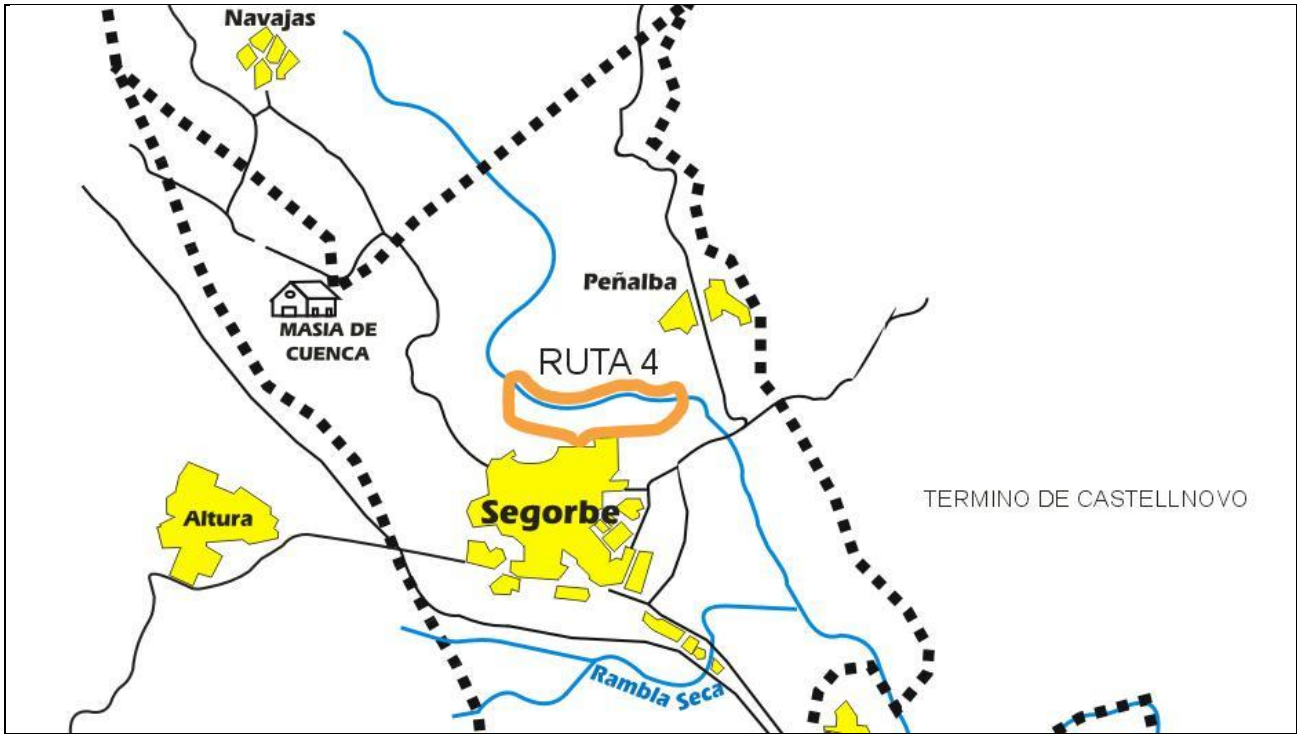 Navajas
Peñalba
MASIA DE
CUENCA
RUTA 4
TERMINO DE CASTELLNOVO
Segorbe
Altura
Rambla Seca